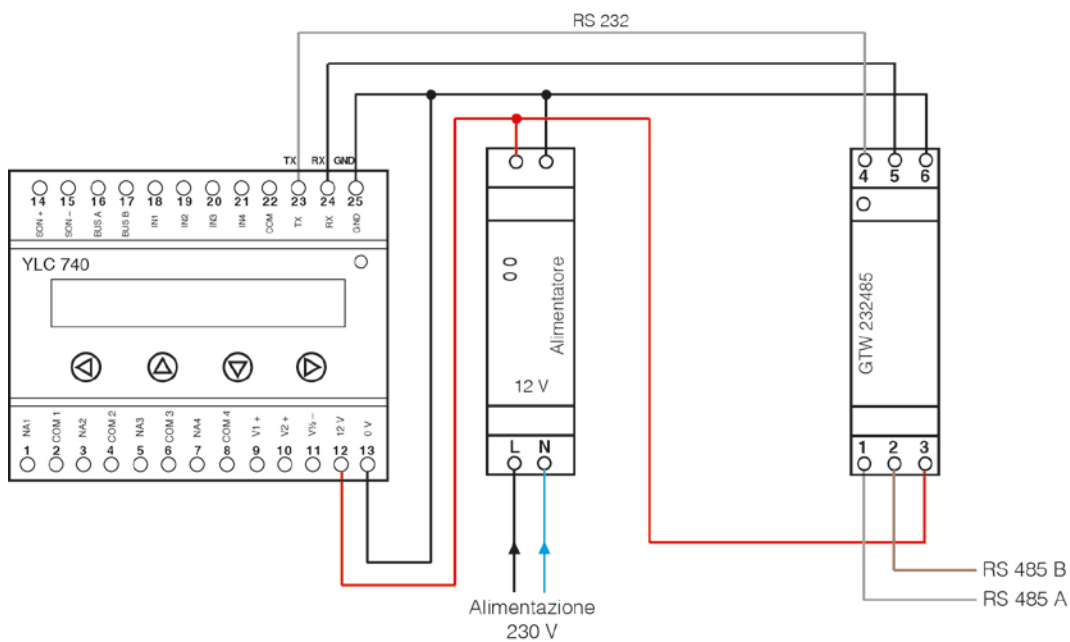 RS 232
TX RX GND
14 15 16 17 18 19 20 21 22 23 24 25
SON + SON – BUS A BUS B IN1 IN2 IN3 IN4 COM TX RX GND
YLC 740
NA1 COM 1 NA2 COM 2 NA3 COM 3 NA4 COM 4 V1 + V2 + V½ – 12 V 0 V
1 2 3 4 5 6 7 8 9 10 11 12 13
Alimentatore
12 V
L N
Alimentazione
230 V
4 5 6
GTW 232485
1 2 3
RS 485 B
RS 485 A